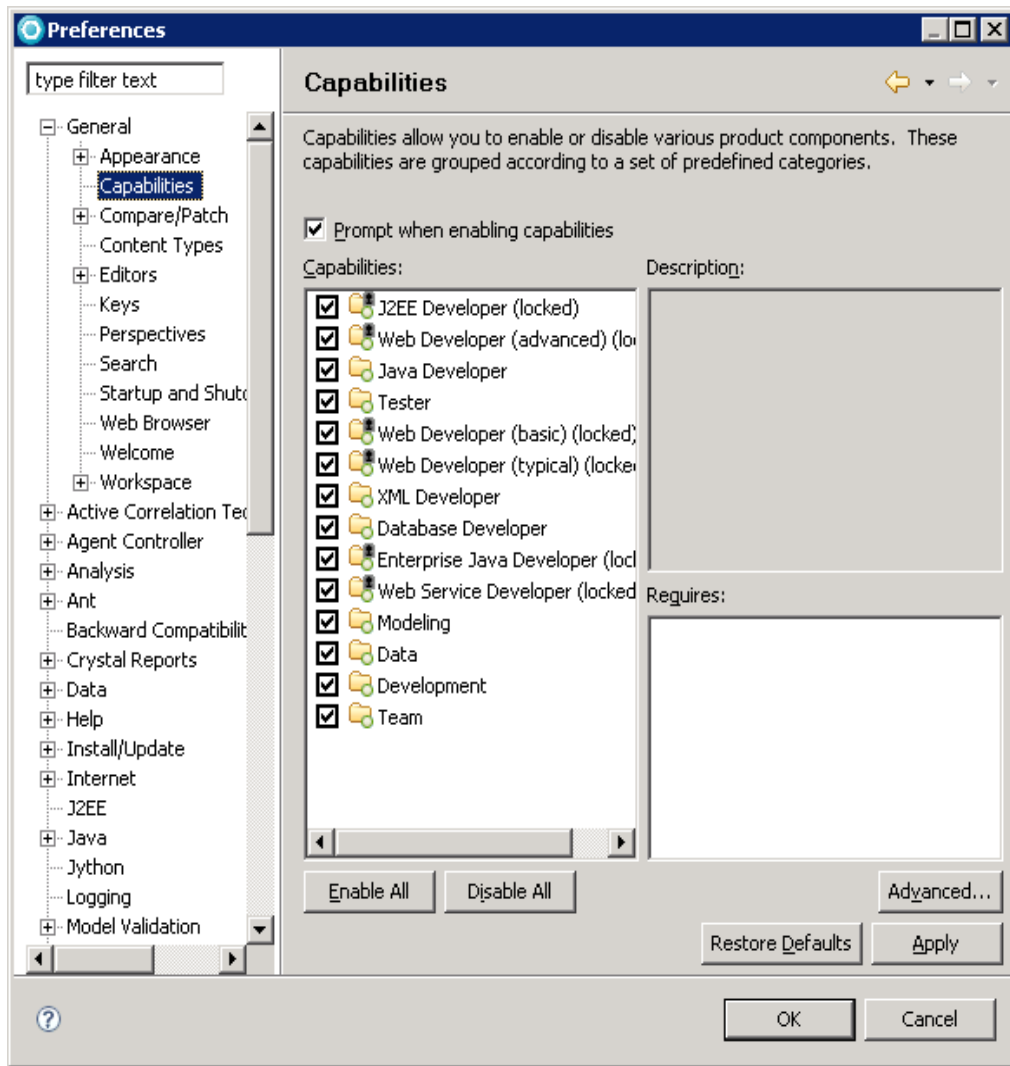 Preferences
type filter text
General
Appearance
Capabilities
Compare/Patch
Content Types
Editors
Keys
Perspectives
Search
Startup and Shutd
Web Browser
Welcome
Workspace
Active Correlation Tec
Agent Controller
Analysis
Ant
Backward Compatibilit
Crystal Reports
Data
Help
Install/Update
Internet
J2EE
Java
Jython
Logging
Model Validation
Capabilities
Capabilities allow you to enable or disable various product components. These
capabilities are grouped according to a set of predefined categories.
Prompt when enabling capabilities
Capabilities:
J2EE Developer (locked)
Web Developer (advanced) (lo
Java Developer
Tester
Web Developer (basic) (locked)
Web Developer (typical) (locke
XML Developer
Database Developer
Enterprise Java Developer (loc
Web Service Developer (locked
Modeling
Data
Development
Team
Description:
Requires:
Enable All
Disable All
Advanced...
Restore Defaults
Apply
OK
Cancel